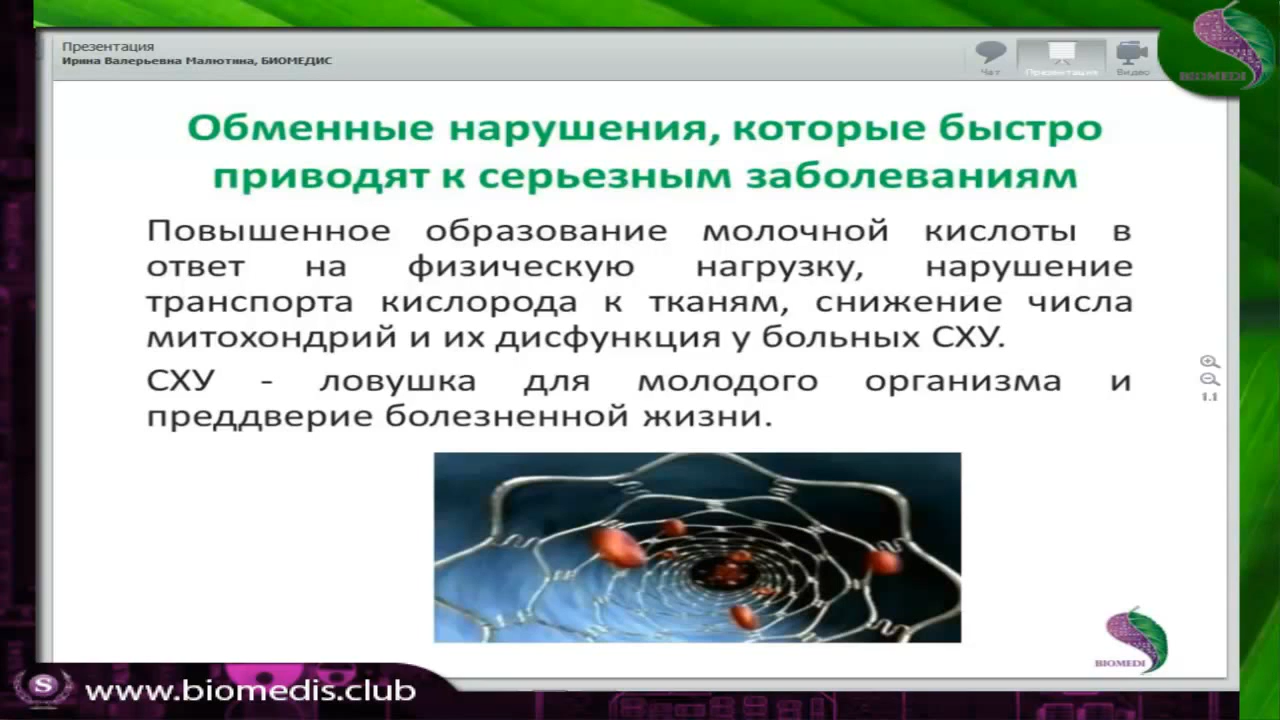 Презентация
Ирина Валерьевна Малютина, БИОМЕДИС
Чат
Презентация
Видео
BIOMEDI
Обменные нарушения, которые быстро
приводят к серьезным заболеваниям
Повышенное образование молочной кислоты в
ответ на физическую нагрузку, нарушение
транспорта кислорода к тканям, снижение числа
митохондрий и их дисфункция у больных СХУ.
СХУ - ловушка для молодого организма и
преддверие болезненной жизни.
1.1
BIOMEDI
S
www.biomedis.club